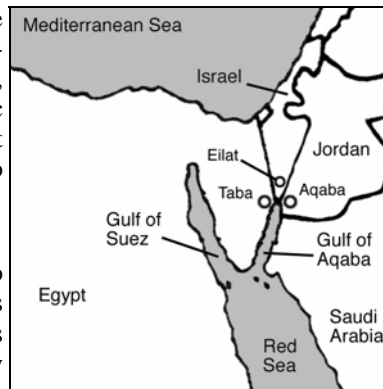 Mediterranean Sea
Israel
Eilat
Jordan
Taba
Aqaba
Gulf of
Suez
Gulf of
Aqaba
Egypt
Saudi
Arabia
Red
Sea